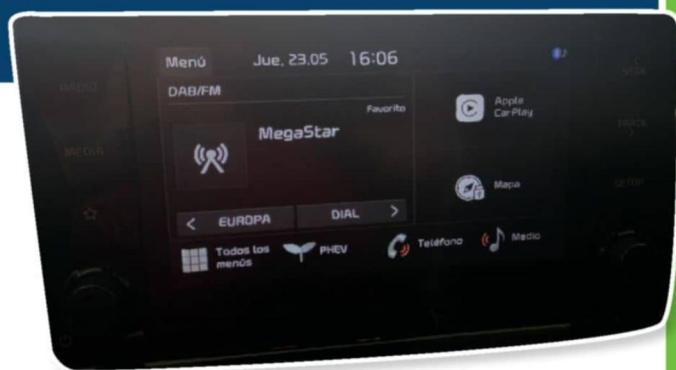 Menú Jue, 23.05 16:06
DAB/FM
Favorito
MegaStar
< EUROPA DIAL >
Apple
CarPlay
Mapa
Todos los
menús
PHEV
Teléfono
Medio
RADIO
MEDIA
SEEK
TRACK
SETUP